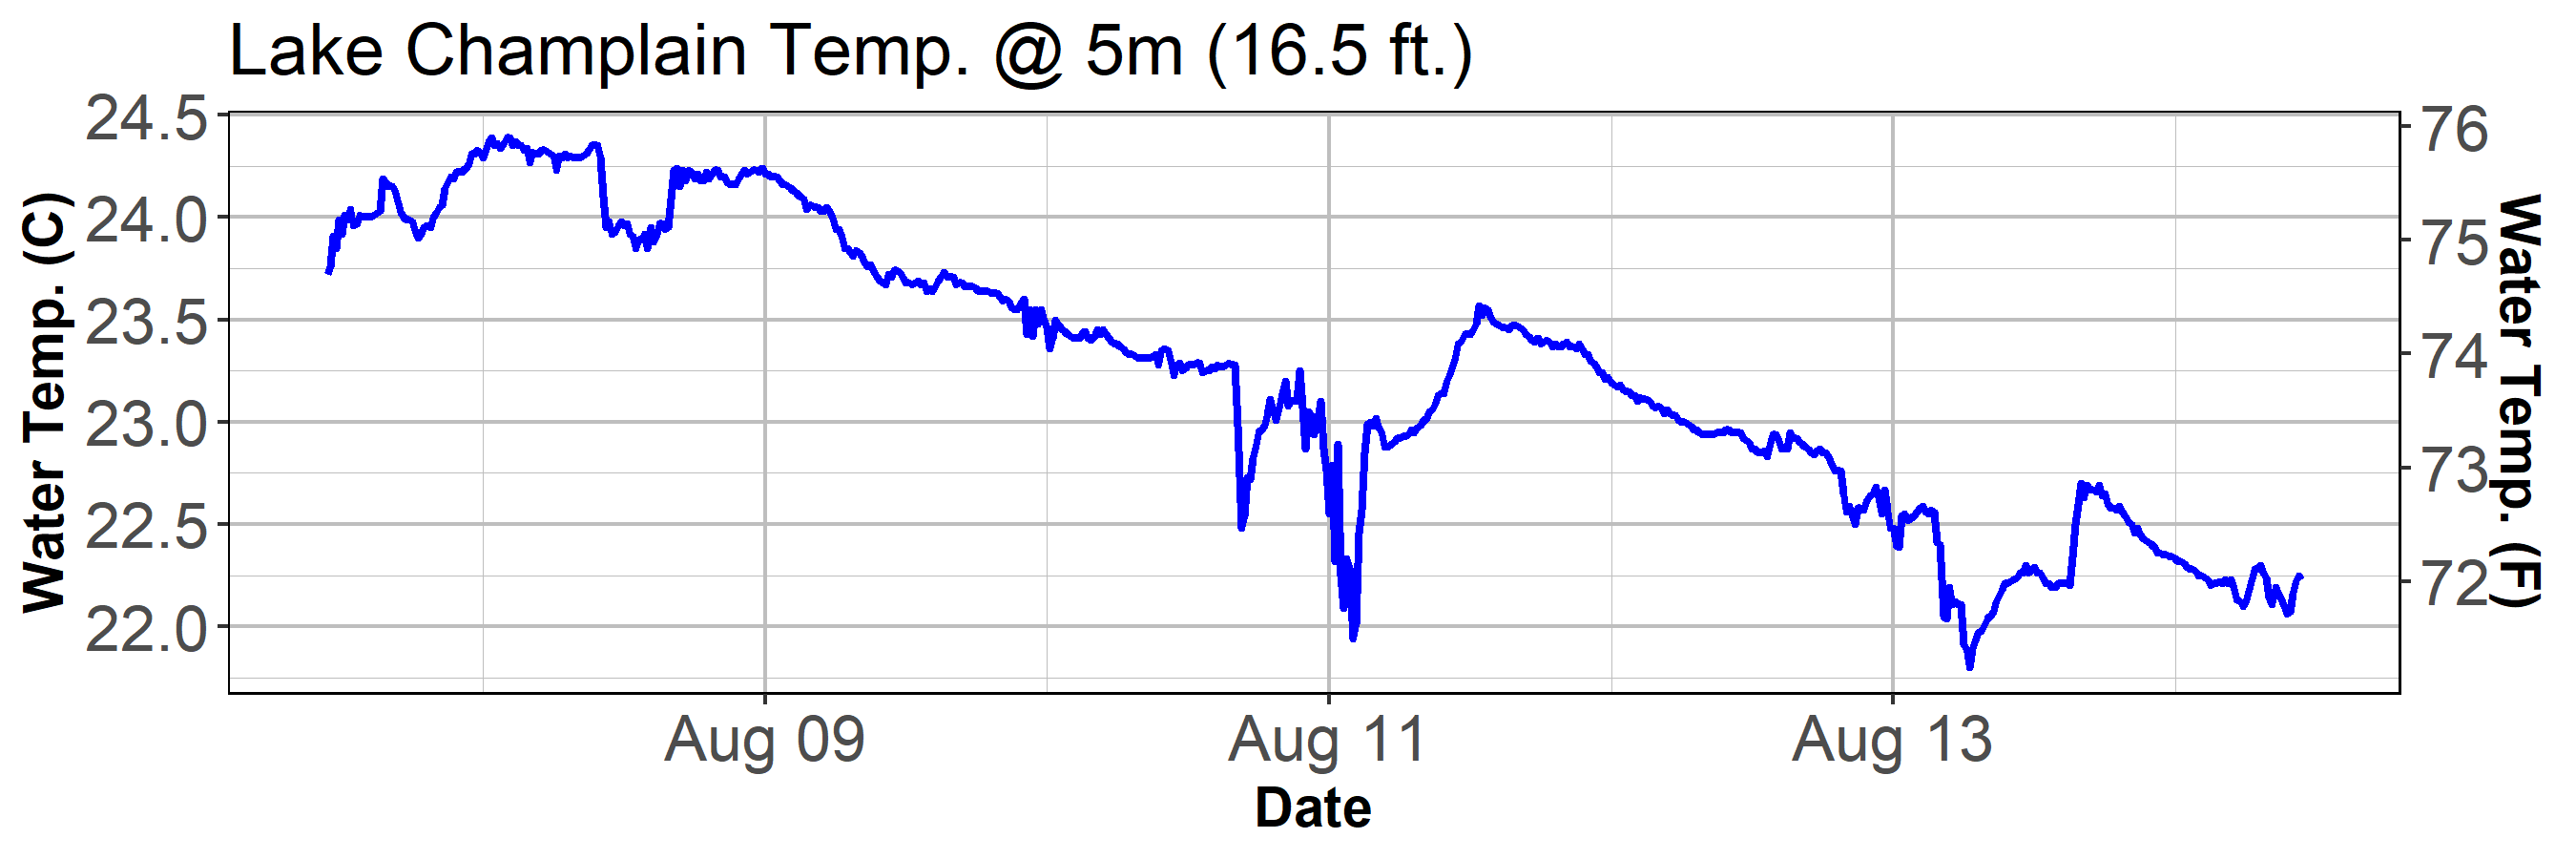 Lake Champlain Temp. @ 5m (16.5 ft.)
Water Temp. (C)
24.5
24.0
23.5
23.0
22.5
22.0
76
75
74
73
72
Water Temp. (F)
Aug 09
Aug 11
Aug 13
Date